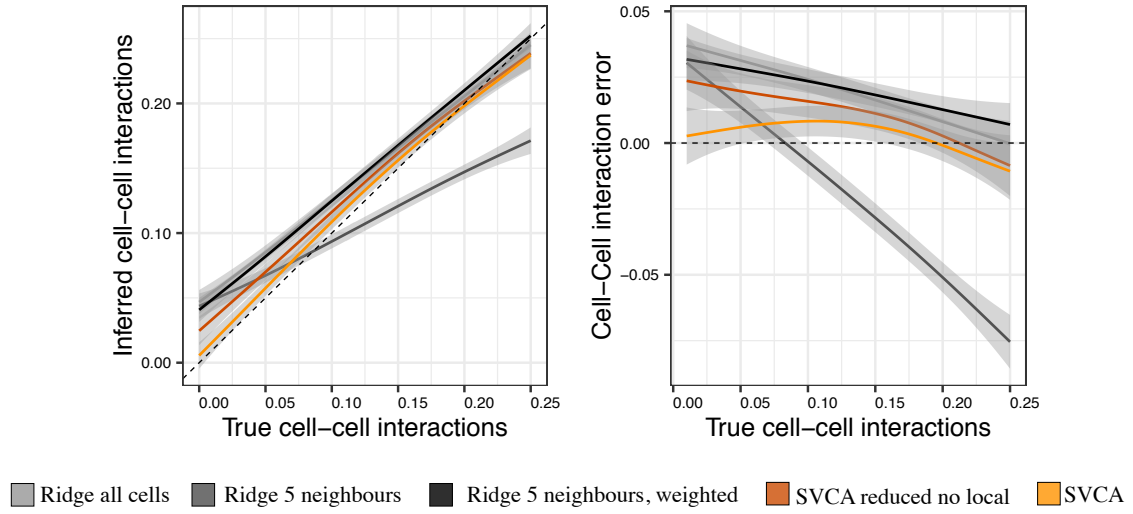 Inferred cell−cell interactions
0.20
0.10
0.00
0.00 0.05 0.10 0.15 0.20 0.25
True cell−cell interactions
Cell−Cell interaction error
0.05
0.00
−0.05
0.00 0.05 0.10 0.15 0.20 0.25
True cell−cell interactions
Ridge all cells Ridge 5 neighbours Ridge 5 neighbours, weighted SVCA reduced no local SVCA